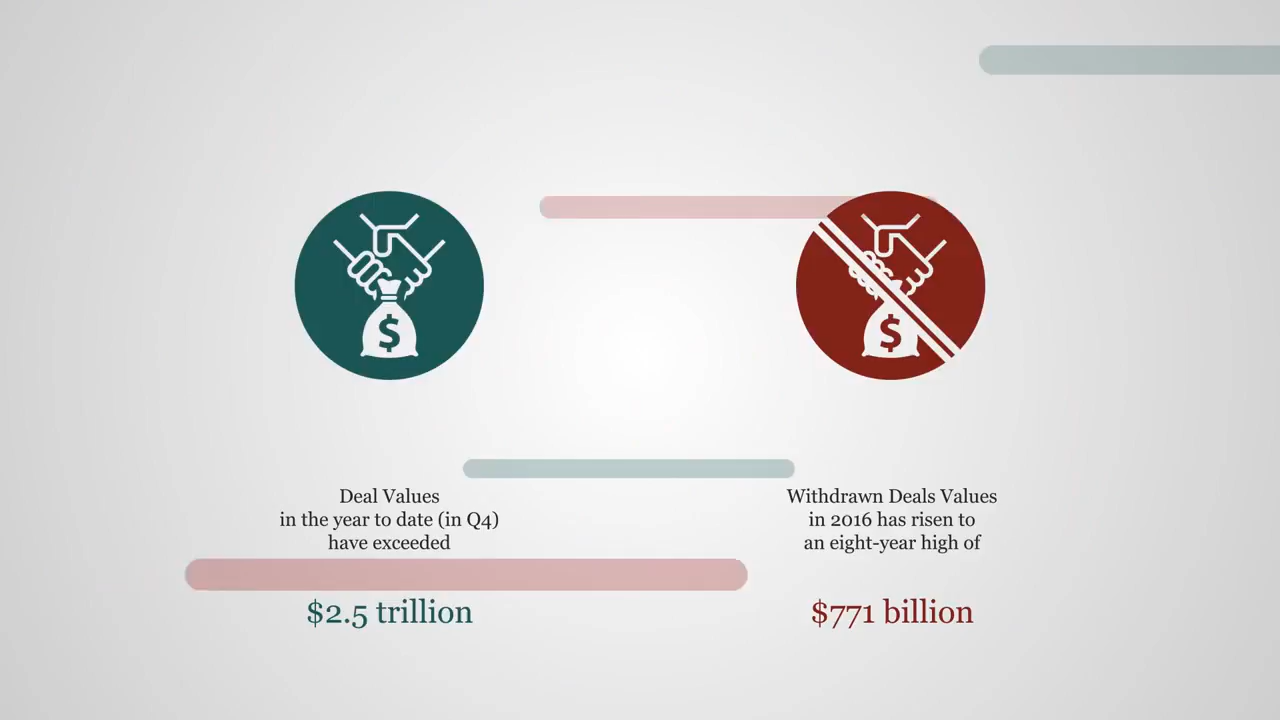 $
$
Deal Values
in the year to date (in Q4)
have exceeded
$2.5 trillion
Withdrawn Deals Values
in 2016 has risen to
an eight-year high of
$771 billion